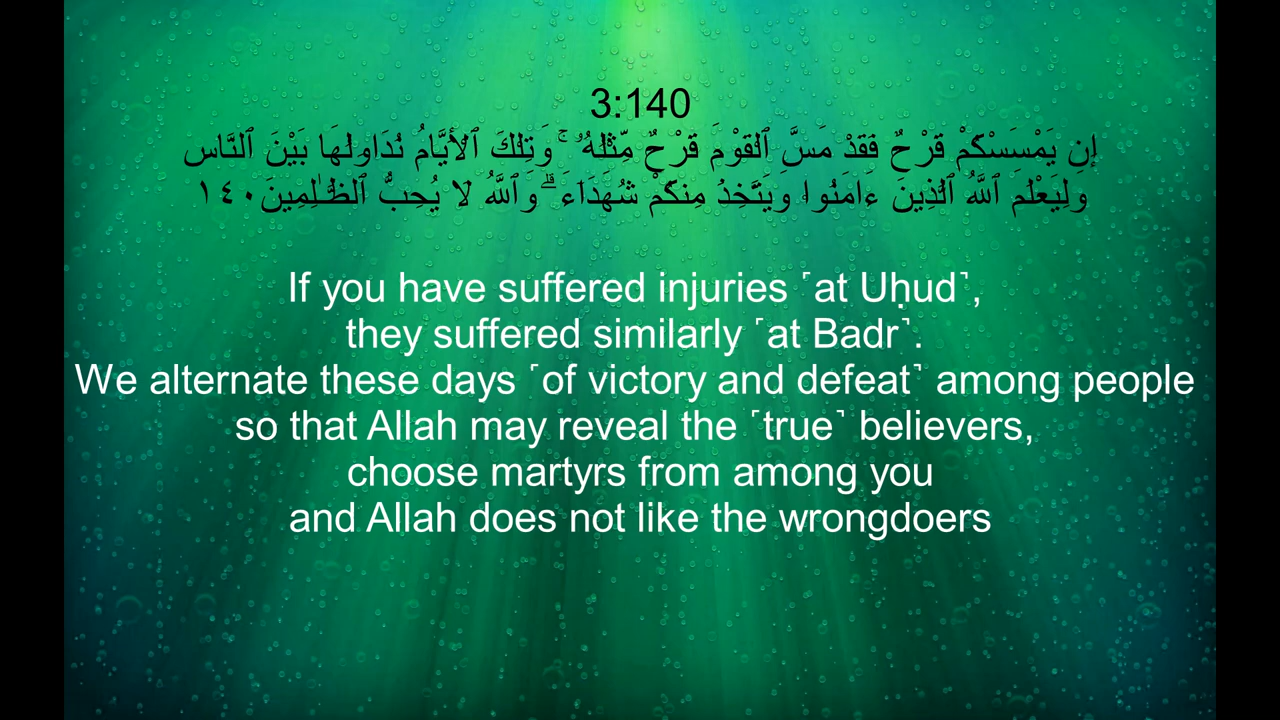 3:140
إِن يَمْسَسْكُمْ قَرْحٌ فَقَدْ مَسَّ ٱلْقَوْمَ قَرْحٌ مِّثْلُهُۥ ۚ وَتِلْكَ ٱلْأَيَّامُ نُدَاوِلُهَا بَيْنَ ٱلنَّاسِ
وَلِيَعْلَمَ ٱللَّهُ ٱلَّذِينَ ءَامَنُوا۟ وَيَتَّخِذَ مِنكُمْ شُهَدَآءَ ۗ وَٱللَّهُ لَا يُحِبُّ ٱلظَّـٰلِمِينَ ١٤٠
If you have suffered injuries ˹at Uḥud˺,
they suffered similarly ˹at Badr˺.
We alternate these days ˹of victory and defeat˺ among people
so that Allah may reveal the ˹true˺ believers,
choose martyrs from among you
and Allah does not like the wrongdoers